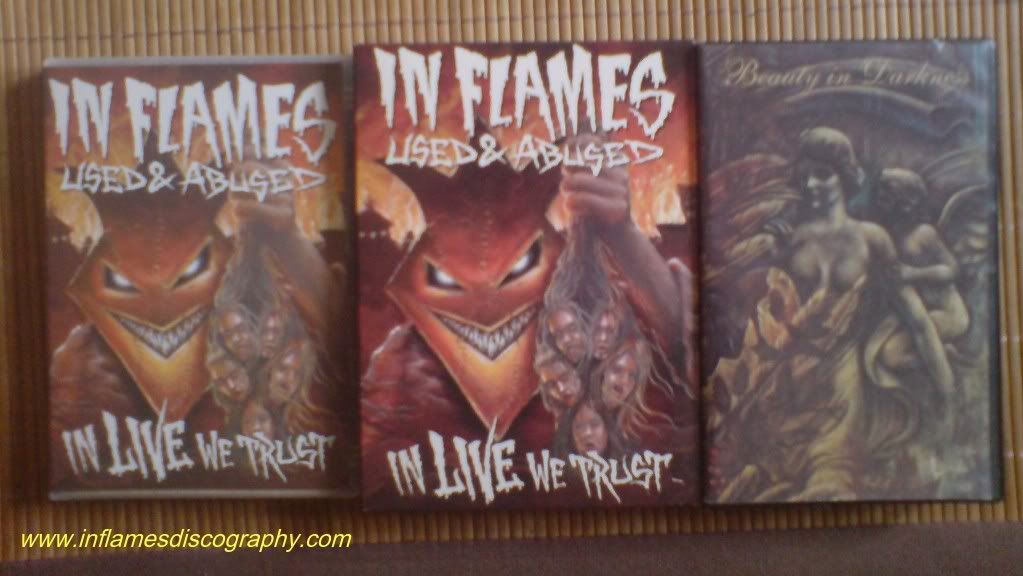 IN FLAMES
USED & ABUSED
IN LIVE WE TRUST
IN FLAMES
USED & ABUSED
IN LIVE WE TRUST
Beauty in Darkness
www.inflamesdiscography.com